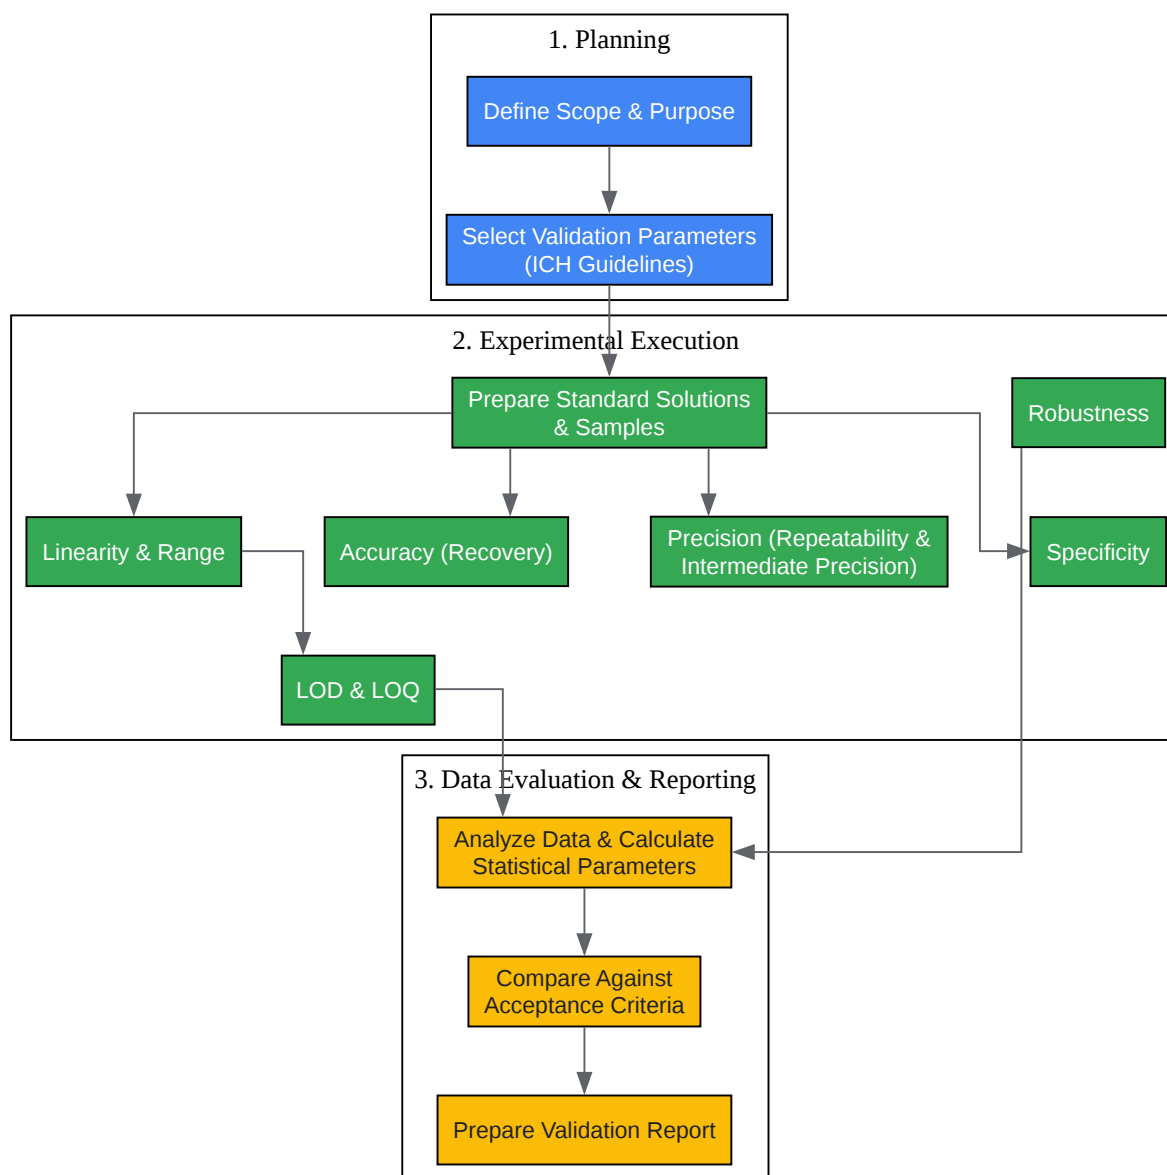 1. Planning
Define Scope & Purpose
Select Validation Parameters
(ICH Guidelines)
2. Experimental Execution
Prepare Standard Solutions
& Samples
Robustness
Linearity & Range
Accuracy (Recovery)
Precision (Repeatability &
Intermediate Precision)
Specificity
LOD & LOQ
3. Data Evaluation & Reporting
Analyze Data & Calculate
Statistical Parameters
Compare Against
Acceptance Criteria
Prepare Validation Report